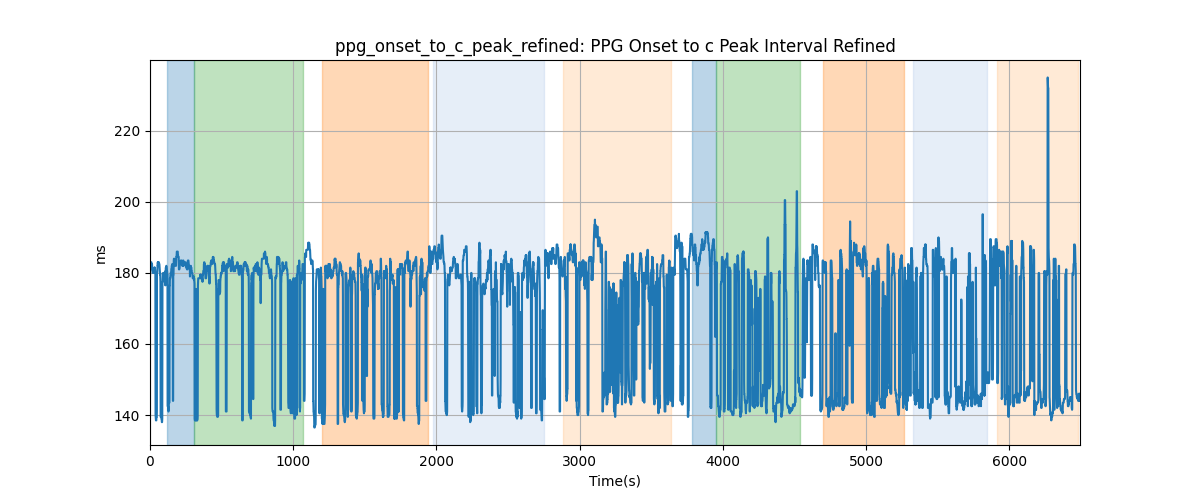 ppg_onset_to_c_peak_refined: PPG Onset to c Peak Interval Refined
220
200
180
160
140
ms
0 1000 2000 3000 4000 5000 6000
Time(s)